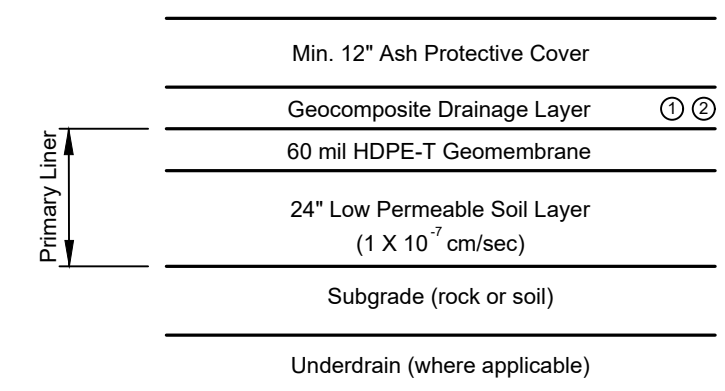 Min. 12" Ash Protective Cover
Geocomposite Drainage Layer ① ②
Primary Liner
60 mil HDPE-T Geomembrane
24" Low Permeable Soil Layer
(1 X 10⁻⁷ cm/sec)
Subgrade (rock or soil)
Underdrain (where applicable)